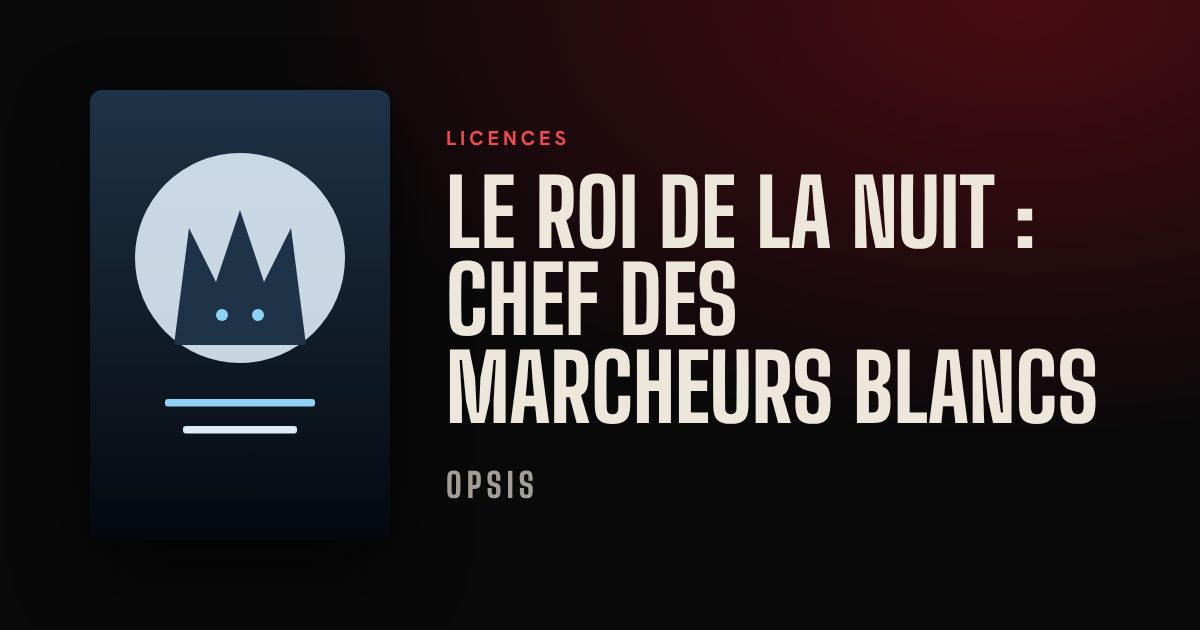 LICENCES
LE ROI DE LA NUIT :
CHEF DES
MARCHEURS BLANCS
OPSIS